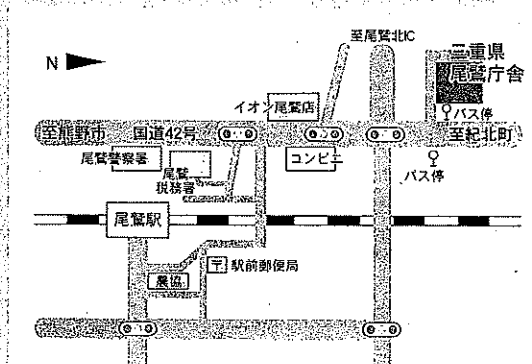 至尾鷲北IC
三重県
尾鷲庁舎
N
イオン尾鷲店
バス停
至熊野市
国道42号
至紀北町
尾鷲警察署
尾鷲
税務署
コンビニ
バス停
尾鷲駅
〒
駅前郵便局
農協